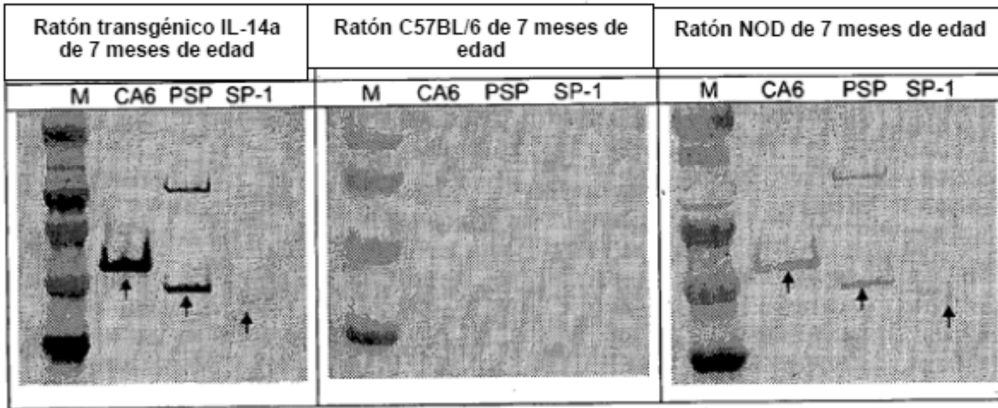 Ratón transgénico IL-14a
de 7 meses de edad
Ratón C57BL/6 de 7 meses de
edad
Ratón NOD de 7 meses de edad
M CA6 PSP SP-1
M CA6 PSP SP-1
M CA6 PSP SP-1